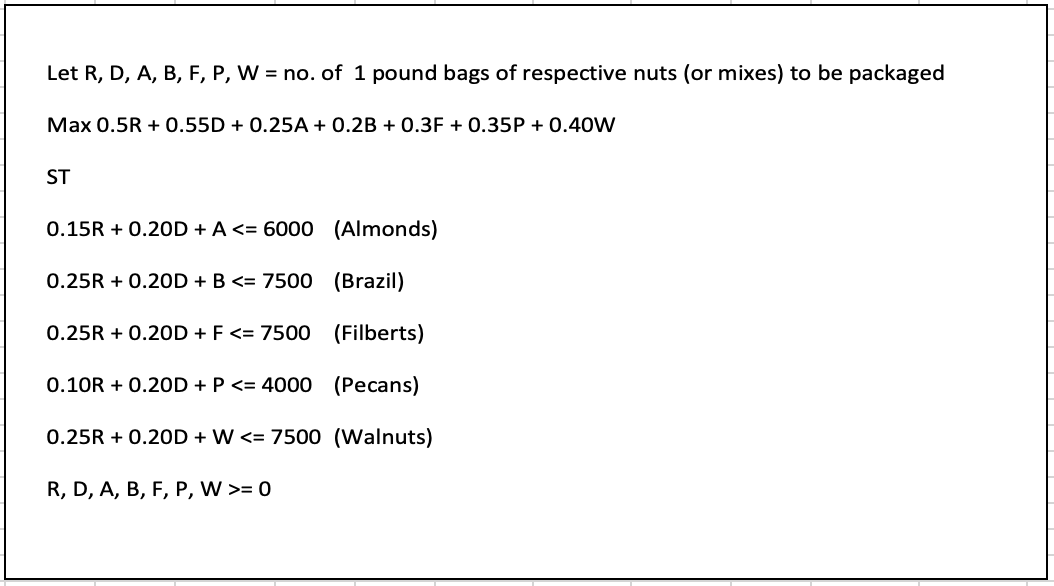 Let R, D, A, B, F, P, W = no. of 1 pound bags of respective nuts (or mixes) to be packaged
Max 0.5R + 0.55D + 0.25A + 0.2B + 0.3F + 0.35P + 0.40W
ST
0.15R + 0.20D + A <= 6000 (Almonds)
0.25R + 0.20D + B <= 7500 (Brazil)
0.25R + 0.20D + F <= 7500 (Filberts)
0.10R + 0.20D + P <= 4000 (Pecans)
0.25R + 0.20D + W <= 7500 (Walnuts)
R, D, A, B, F, P, W >= 0